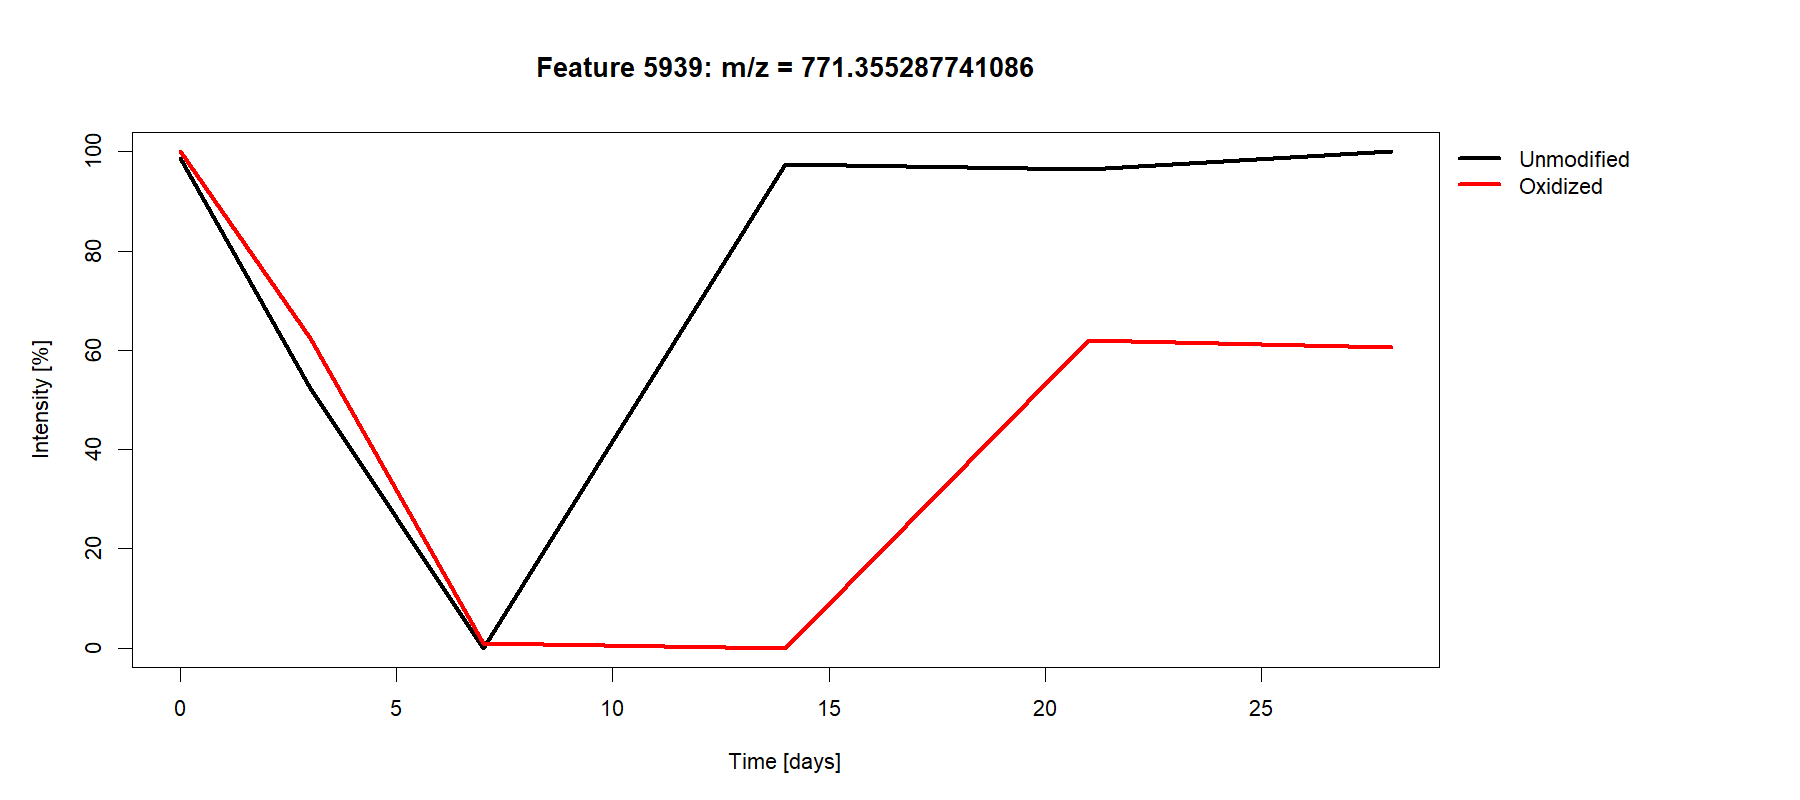 Feature 5939: m/z = 771.355287741086
Unmodified
Oxidized
Intensity [%]
100
80
60
40
20
0
0 5 10 15 20 25
Time [days]